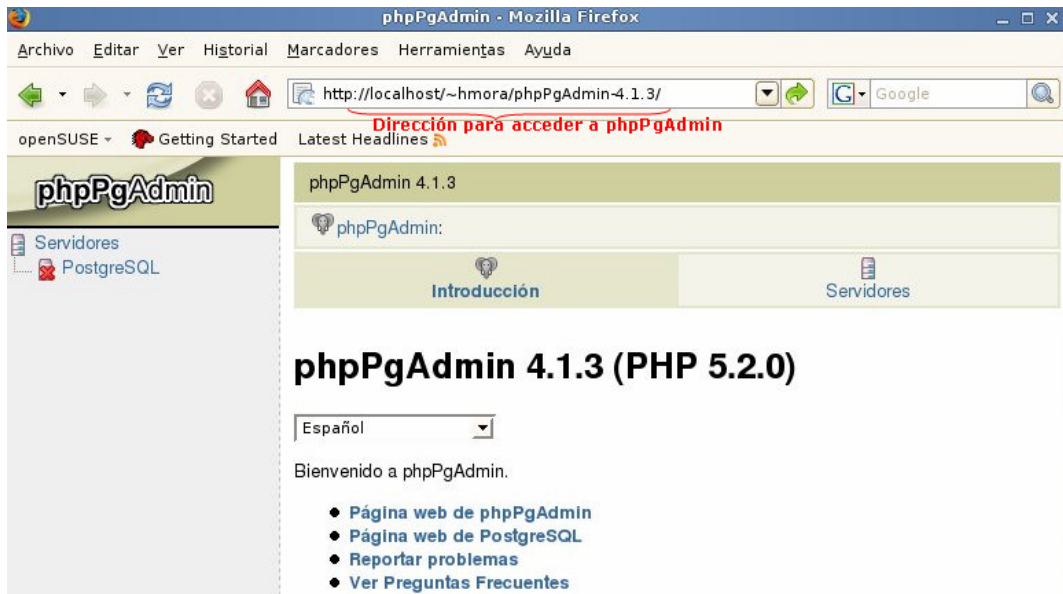 phpPgAdmin - Mozilla Firefox
Archivo Editar Ver Historial Marcadores Herramientas Ayuda
http://localhost/~hmora/phpPgAdmin-4.1.3/ G Google
Dirección para acceder a phpPgAdmin
openSUSE Getting Started Latest Headlines
phpPgAdmin
phpPgAdmin 4.1.3
phpPgAdmin:
Servidores
PostgreSQL
Introducción Servidores
phpPgAdmin 4.1.3 (PHP 5.2.0)
Español
Bienvenido a phpPgAdmin.
Página web de phpPgAdmin
Página web de PostgreSQL
Reportar problemas
Ver Preguntas Frecuentes